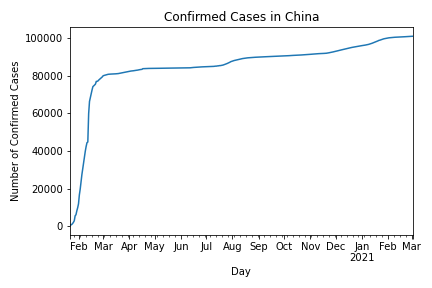 Confirmed Cases in China
Number of Confirmed Cases
100000
80000
60000
40000
20000
0
Feb Mar Apr May Jun Jul Aug Sep Oct Nov Dec Jan Feb Mar
2021
Day